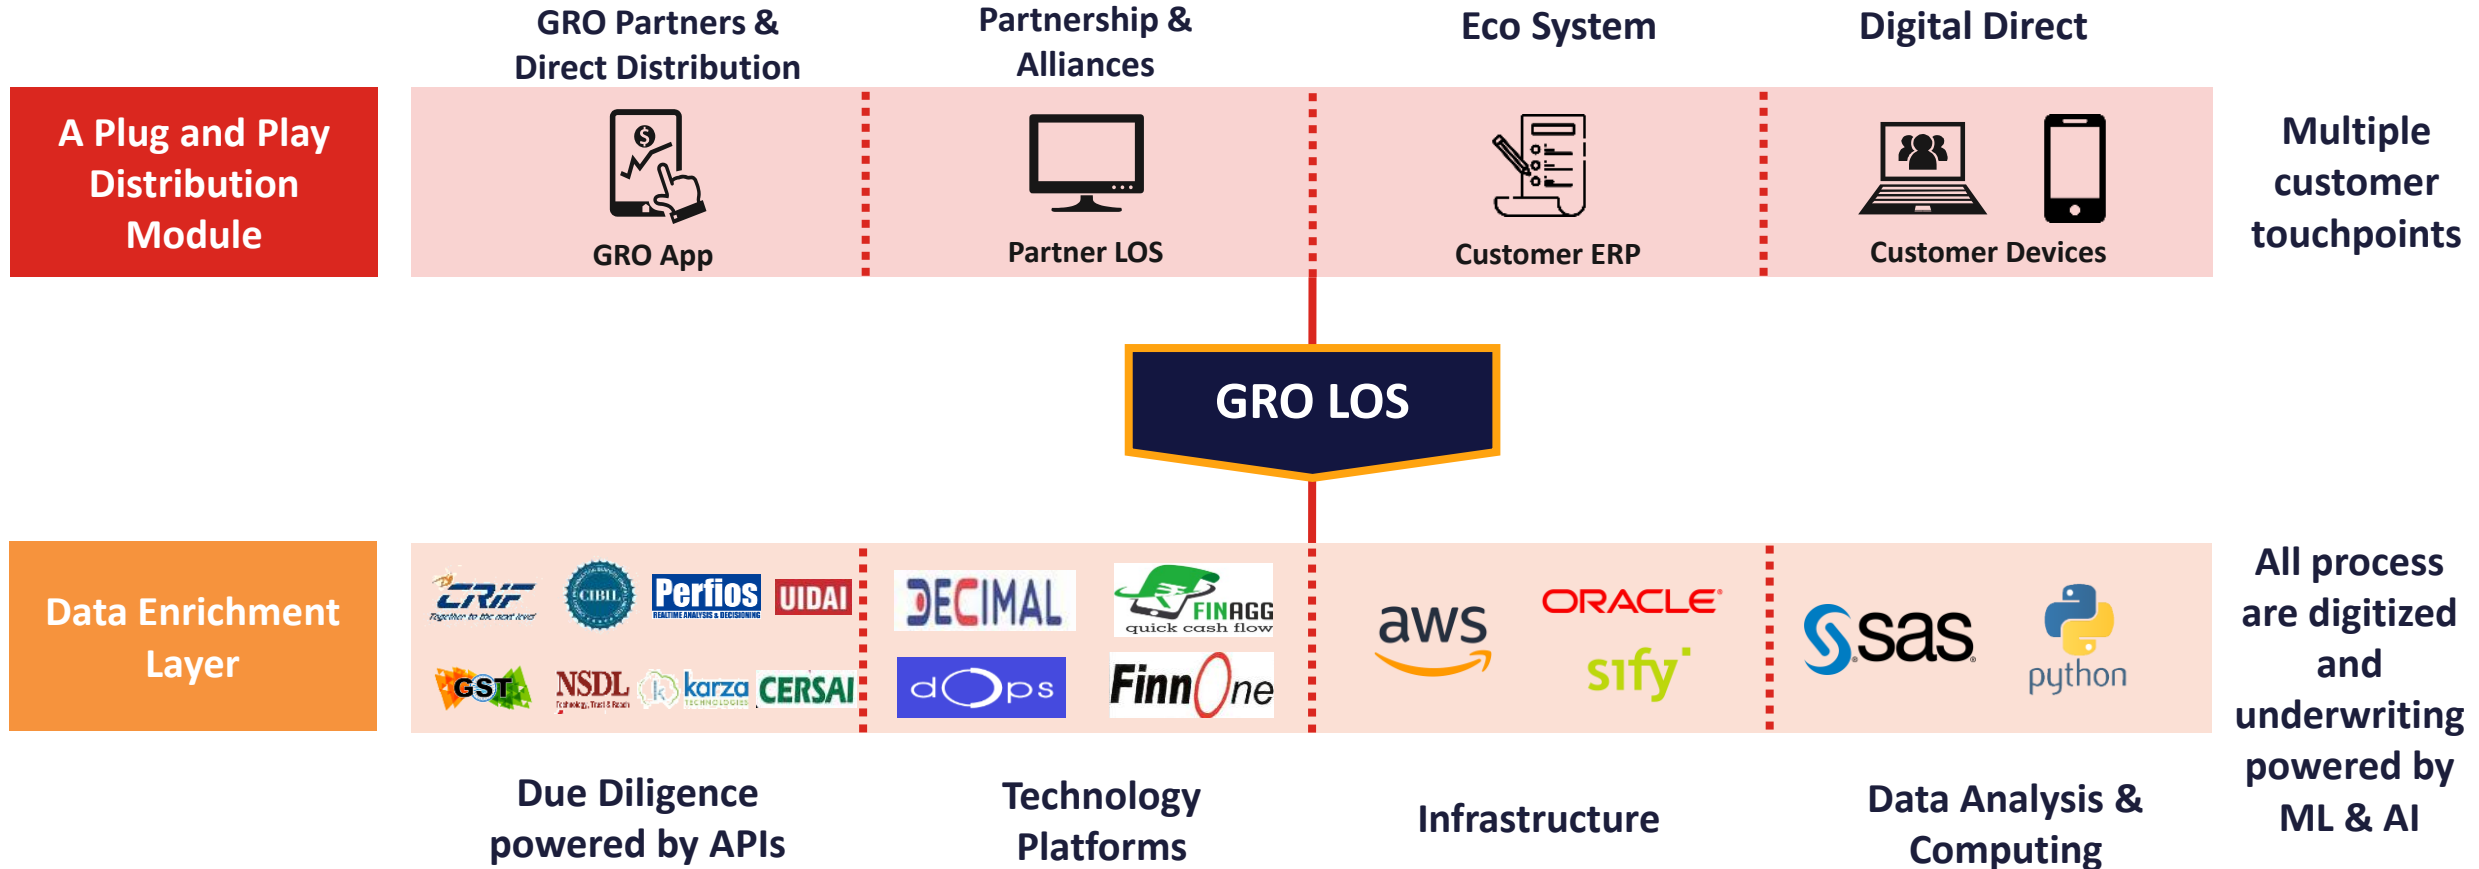 GRO Partners &
Direct Distribution
Partnership &
Alliances
Eco System
Digital Direct
A Plug and Play
Distribution
Module
GRO App
Partner LOS
Customer ERP
Customer Devices
Multiple
customer
touchpoints
GRO LOS
Data Enrichment
Layer
CRIF
Together to the next level
CIBIL
Perfios
REALTIME ANALYSIS & DECISIONING
UIDAI
GST
NSDL
Technology, Trust & Reach
k karza
TECHNOLOGIES
CERSAI
DECIMAL
FINAGG
quick cash flow
dOps
FinnOne
aws
ORACLE
sify
sas
python
All process
are digitized
and
underwriting
powered by
ML & AI
Due Diligence
powered by APIs
Technology
Platforms
Infrastructure
Data Analysis &
Computing